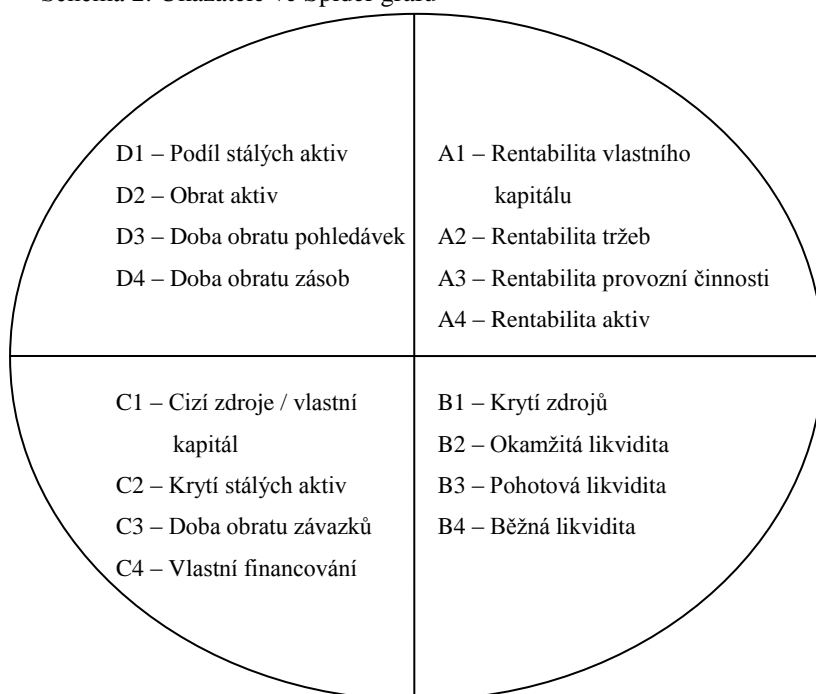 Schéma 2: Ukazatele ve Spider grafu
D1 – Podíl stálých aktiv
D2 – Obrat aktiv
D3 – Doba obratu pohledávek
D4 – Doba obratu zásob
A1 – Rentabilita vlastního
kapitálu
A2 – Rentabilita tržeb
A3 – Rentabilita provozní činnosti
A4 – Rentabilita aktiv
C1 – Cizí zdroje / vlastní
kapitál
C2 – Krytí stálých aktiv
C3 – Doba obratu závazků
C4 – Vlastní financování
B1 – Krytí zdrojů
B2 – Okamžitá likvidita
B3 – Pohotová likvidita
B4 – Běžná likvidita